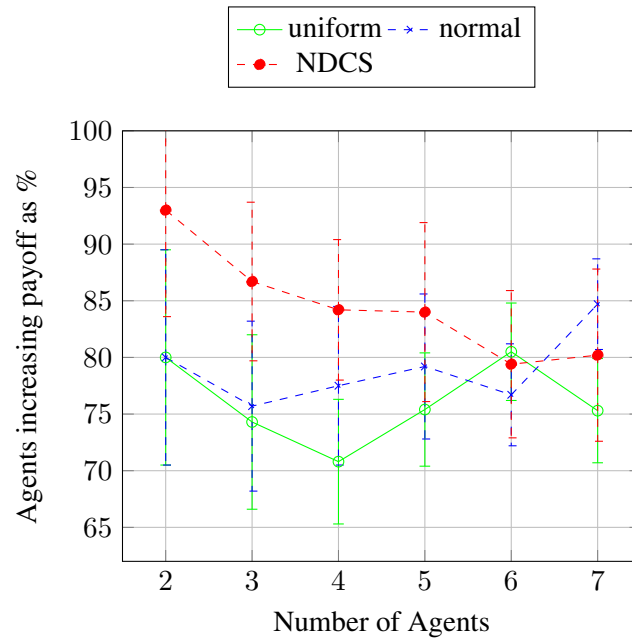 uniform normal
NDCS
100
95
90
85
80
75
70
65
2 3 4 5 6 7
Agents increasing payoff as %
Number of Agents